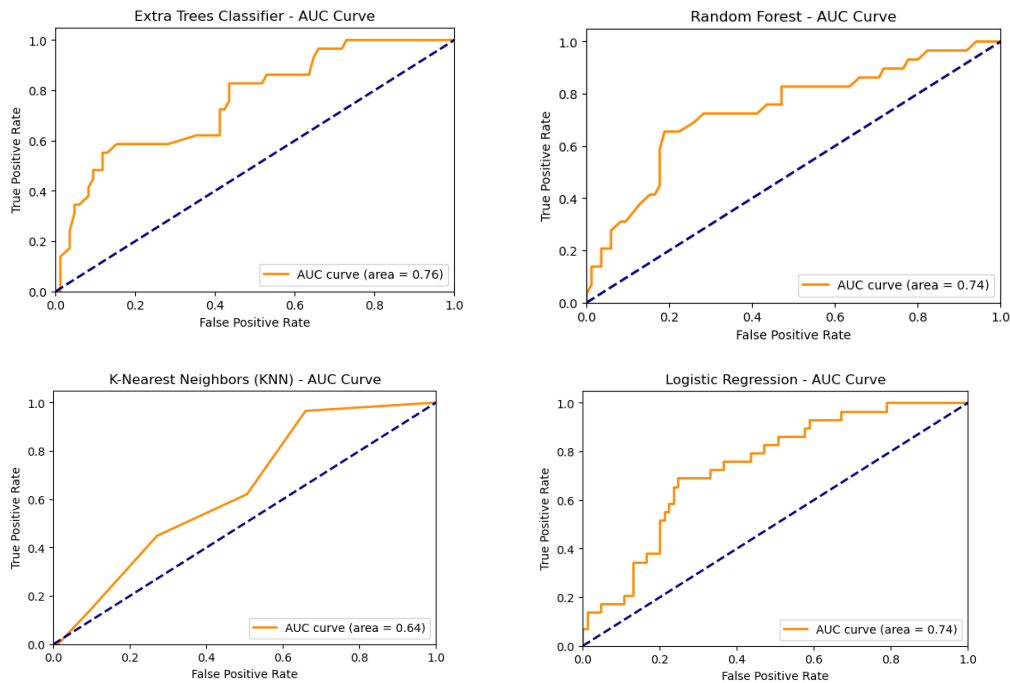 Extra Trees Classifier - AUC Curve
True Positive Rate
1.0
0.8
0.6
0.4
0.2
0.0
AUC curve (area = 0.76)
0.0 0.2 0.4 0.6 0.8 1.0
False Positive Rate
Random Forest - AUC Curve
True Positive Rate
1.0
0.8
0.6
0.4
0.2
0.0
AUC curve (area = 0.74)
0.0 0.2 0.4 0.6 0.8 1.0
False Positive Rate
K-Nearest Neighbors (KNN) - AUC Curve
True Positive Rate
1.0
0.8
0.6
0.4
0.2
0.0
AUC curve (area = 0.64)
0.0 0.2 0.4 0.6 0.8 1.0
False Positive Rate
Logistic Regression - AUC Curve
True Positive Rate
1.0
0.8
0.6
0.4
0.2
0.0
AUC curve (area = 0.74)
0.0 0.2 0.4 0.6 0.8 1.0
False Positive Rate